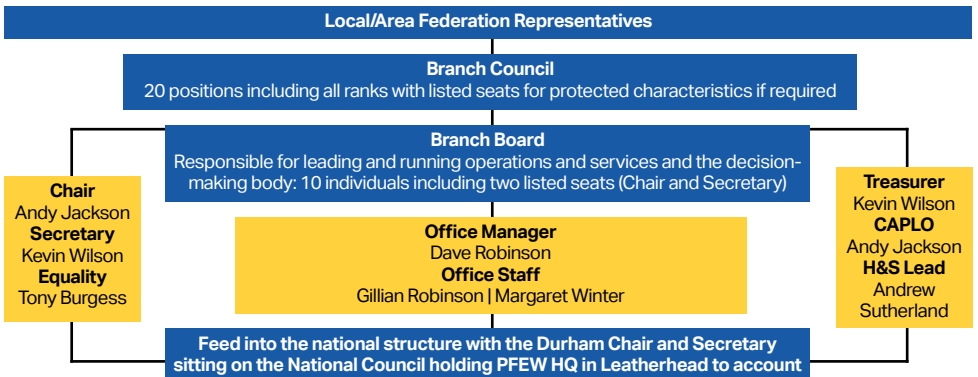 Local/Area Federation Representatives
Branch Council
20 positions including all ranks with listed seats for protected characteristics if required
Branch Board
Responsible for leading and running operations and services and the decision-
making body: 10 individuals including two listed seats (Chair and Secretary)
Chair
Andy Jackson
Secretary
Kevin Wilson
Equality
Tony Burgess
Office Manager
Dave Robinson
Office Staff
Gillian Robinson | Margaret Winter
Treasurer
Kevin Wilson
CAPLO
Andy Jackson
H&S Lead
Andrew
Sutherland
Feed into the national structure with the Durham Chair and Secretary
sitting on the National Council holding PFEW HQ in Leatherhead to account